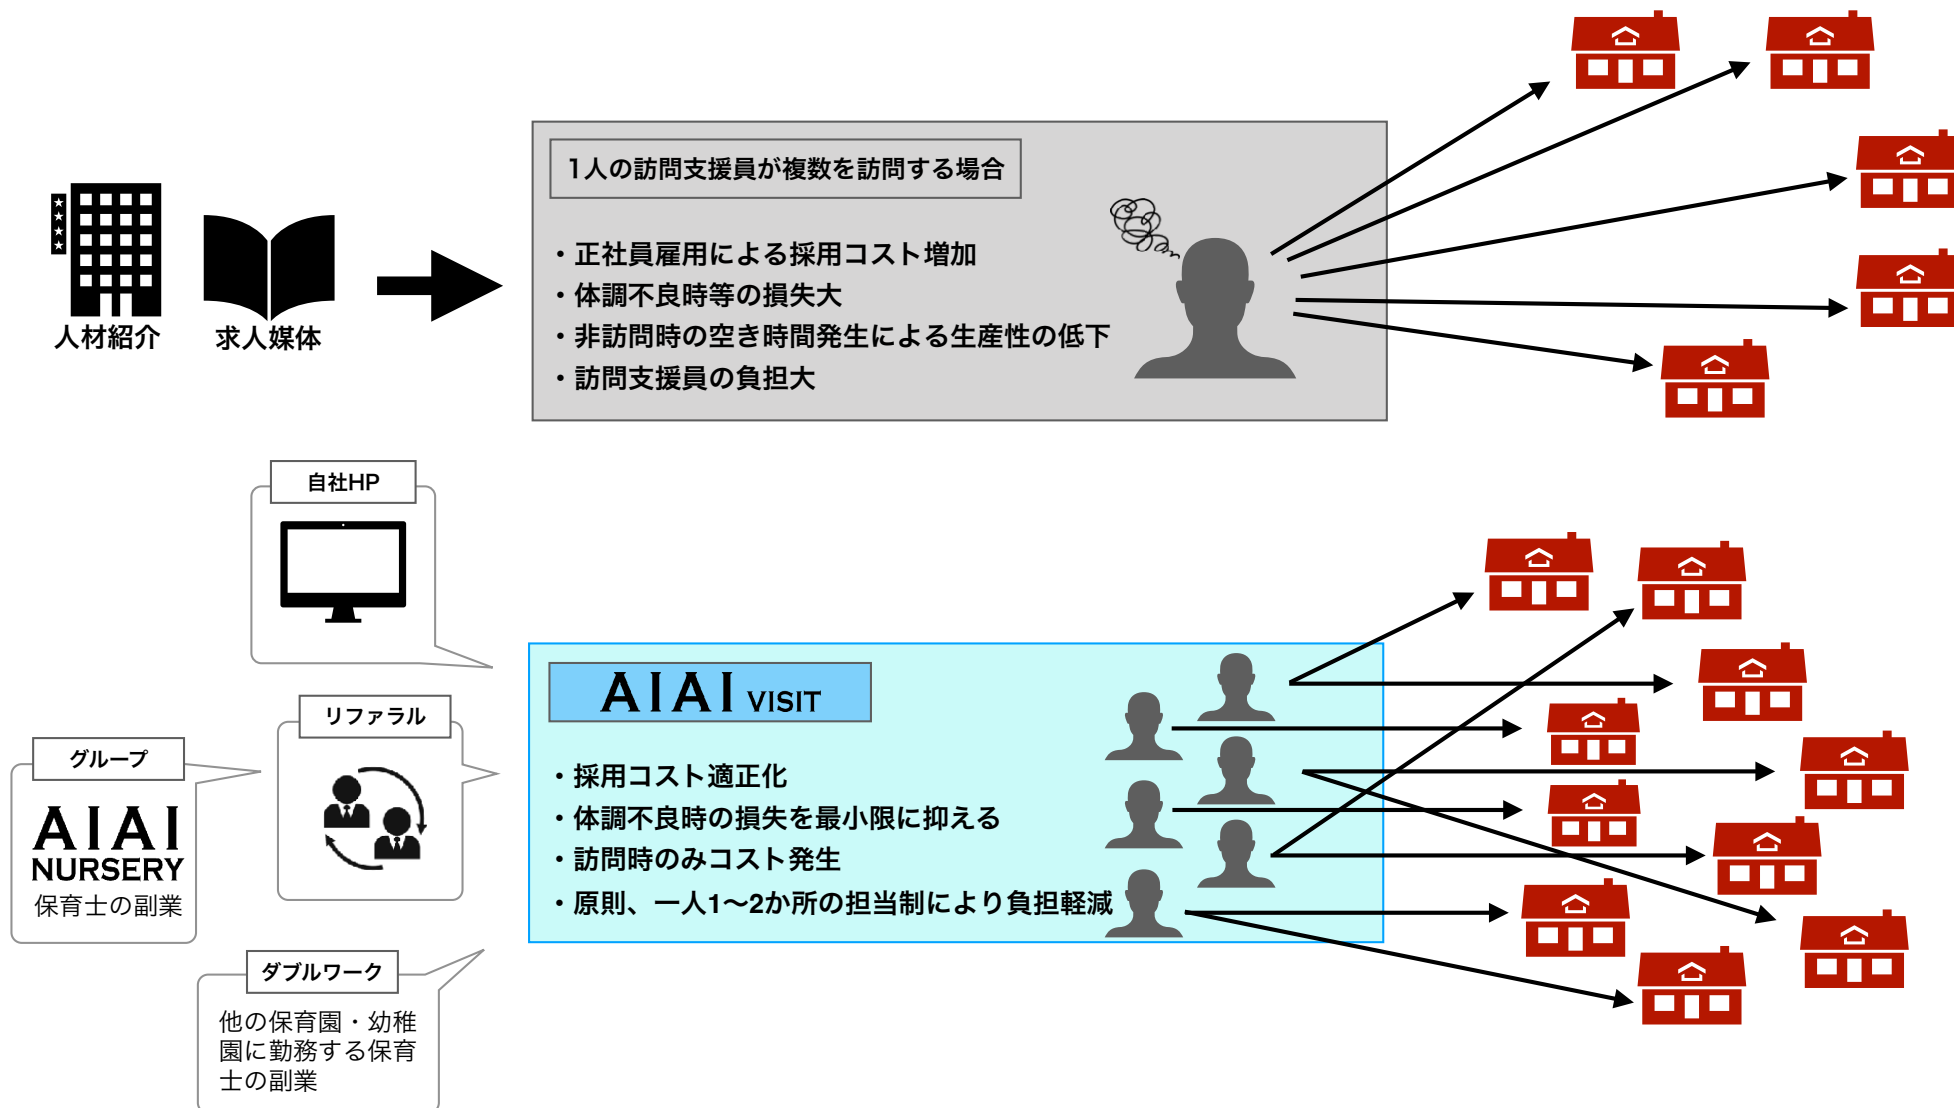 1人の訪問支援員が複数を訪問する場合
・正社員雇用による採用コスト増加
・体調不良時等の損失大
・非訪問時の空き時間発生による生産性の低下
・訪問支援員の負担大
人材紹介
求人媒体
自社HP
リファラル
グループ
AIAI
NURSERY
保育士の副業
ダブルワーク
他の保育園・幼稚
園に勤務する保育
士の副業
AIAI VISIT
・採用コスト適正化
・体調不良時の損失を最小限に抑える
・訪問時のみコスト発生
・原則、一人1〜2か所の担当制により負担軽減